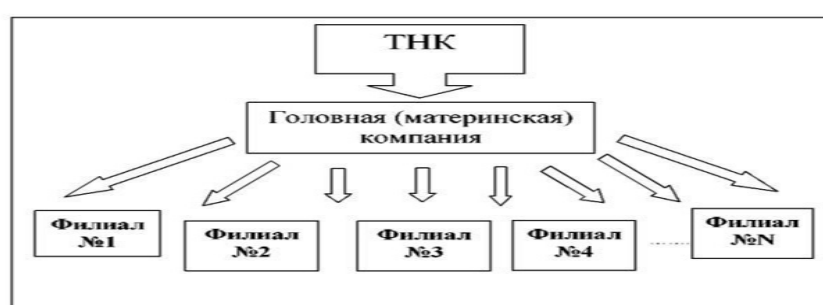 ТНК
Головная (материнская)
компания
Филиал
№1
Филиал
№2
Филиал
№3
Филиал
№4
........
Филиал
№N